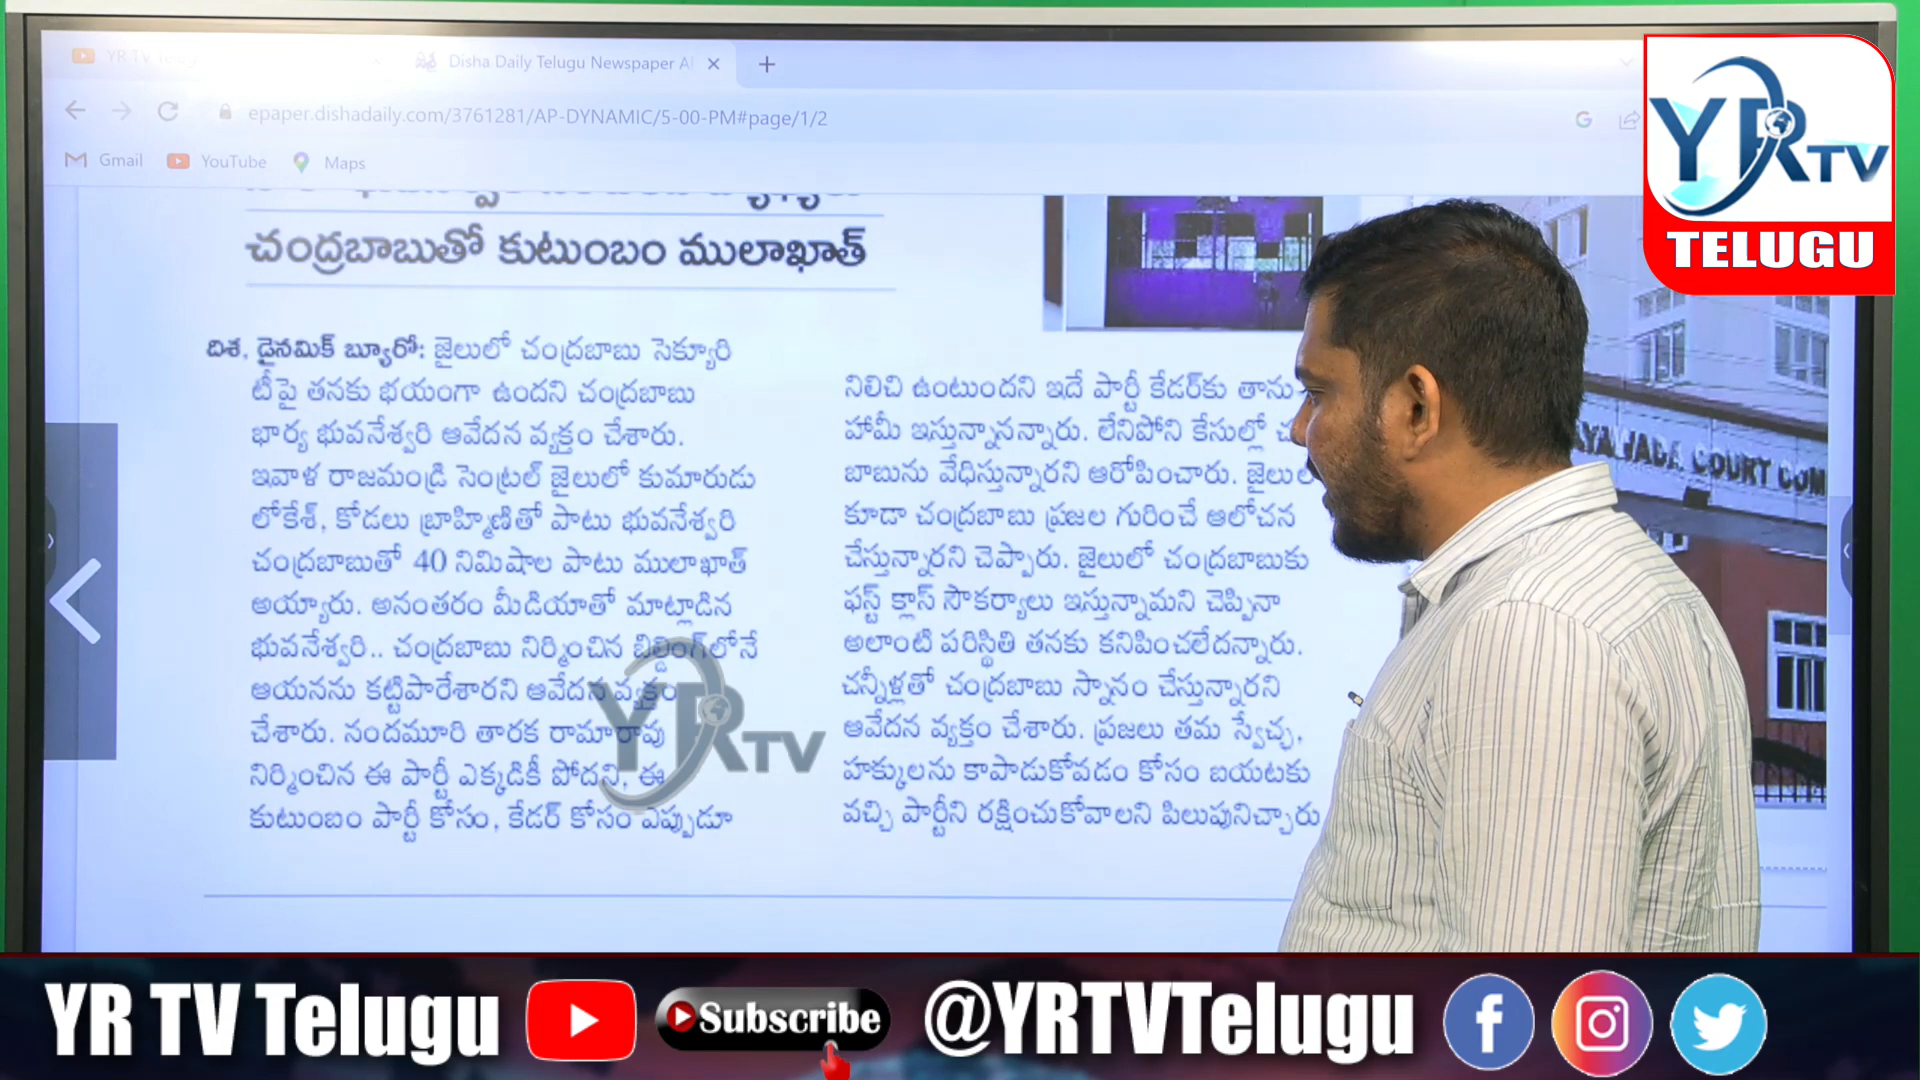 YR TV Telug
Disha Daily Telugu Newspaper
epaper.dishadaily.com/3761281/AP-DYNAMIC/5-00-PM#page/1/2
Gmail
YouTube
Maps
YRTV
TELUGU
చంద్రబాబుతో కుటుంబం ములాఖాత్
దిశ, డైనమిక్ బ్యూరో: జైలులో చంద్రబాబు సెక్యూరి
టీపై తనకు భయంగా ఉందని చంద్రబాబు
భార్య భువనేశ్వరి ఆవేదన వ్యక్తం చేశారు.
ఇవాళ రాజమండ్రి సెంట్రల్ జైలులో కుమారుడు
లోకేశ్, కోడలు బ్రాహ్మిణితో పాటు భువనేశ్వరి
చంద్రబాబుతో 40 నిమిషాల పాటు ములాఖాత్
అయ్యారు. అనంతరం మీడియాతో మాట్లాడిన
భువనేశ్వరి.. చంద్రబాబు నిర్మించిన బిల్డింగ్‌లోనే
ఆయనను కట్టిపారేశారని ఆవేదన వ్యక్తం
చేశారు. నందమూరి తారక రామారావు
నిర్మించిన ఈ పార్టీ ఎక్కడికీ పోదని, ఈ
కుటుంబం పార్టీ కోసం, కేడర్ కోసం ఎప్పుడూ
నిలిచి ఉంటుందని ఇదే పార్టీ కేడర్‌కు తాను
హామీ ఇస్తున్నానన్నారు. లేనిపోని కేసుల్లో
బాబును వేధిస్తున్నారని ఆరోపించారు.
కూడా చంద్రబాబు ప్రజల గురించే ఆలోచన
చేస్తున్నారని చెప్పారు. జైలులో చంద్రబాబుకు
ఫస్ట్ క్లాస్ సౌకర్యాలు ఇస్తున్నామని చెప్పినా
అలాంటి పరిస్థితి తనకు కనిపించలేదన్నారు.
చన్నీళ్లతో చంద్రబాబు స్నానం చేస్తున్నారని
ఆవేదన వ్యక్తం చేశారు. ప్రజలు తమ స్వేచ్ఛ,
హక్కులను కాపాడుకోవడం కోసం బయటకు
వచ్చి పార్టీని రక్షించుకోవాలని పిలుపునిచ్చారు
COURT COM
YRTV
YR TV Telugu
Subscribe
@YRTVTelugu